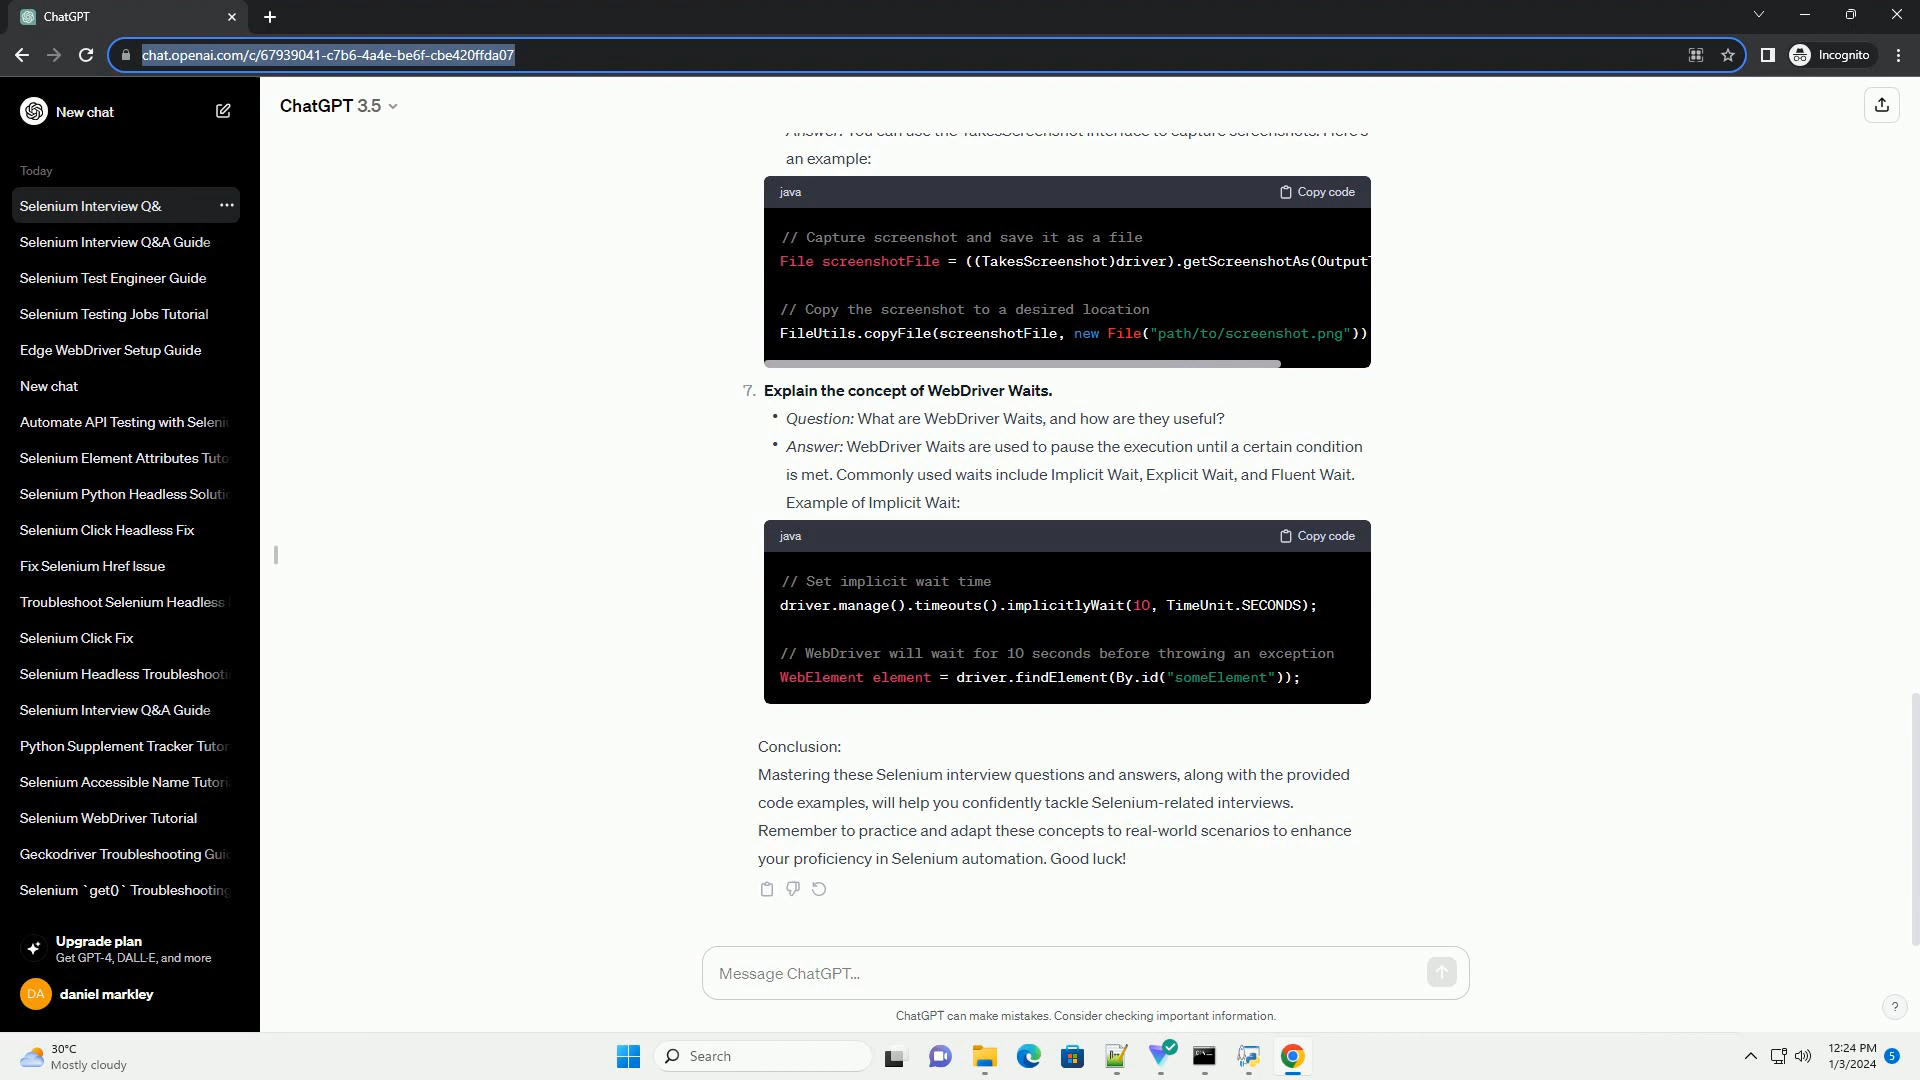 ChatGPT
chat.openai.com/c/67939041-c7b6-4a4e-be6f-cbe420ffda07
Incognito
New chat
ChatGPT 3.5
Today
Selenium Interview Q&
Selenium Interview Q&A Guide
Selenium Test Engineer Guide
Selenium Testing Jobs Tutorial
Edge WebDriver Setup Guide
New chat
Automate API Testing with Seleni
Selenium Element Attributes Tuto
Selenium Python Headless Soluti
Selenium Click Headless Fix
Fix Selenium Href Issue
Troubleshoot Selenium Headless
Selenium Click Fix
Selenium Headless Troubleshooti
Selenium Interview Q&A Guide
Python Supplement Tracker Tutor
Selenium Accessible Name Tutori
Selenium WebDriver Tutorial
Geckodriver Troubleshooting Guid
Selenium `get()` Troubleshooting
Upgrade plan
Get GPT-4, DALL·E, and more
DA daniel markley
Answer: You can use the TakesScreenshot interface to capture screenshots. Here's
an example:
java
Copy code
// Capture screenshot and save it as a file
File screenshotFile = ((TakesScreenshot)driver).getScreenshotAs(OutputT
// Copy the screenshot to a desired location
FileUtils.copyFile(screenshotFile, new File("path/to/screenshot.png"))
7. Explain the concept of WebDriver Waits.
• Question: What are WebDriver Waits, and how are they useful?
• Answer: WebDriver Waits are used to pause the execution until a certain condition
is met. Commonly used waits include Implicit Wait, Explicit Wait, and Fluent Wait.
Example of Implicit Wait:
java
Copy code
// Set implicit wait time
driver.manage().timeouts().implicitlyWait(10, TimeUnit.SECONDS);
// WebDriver will wait for 10 seconds before throwing an exception
WebElement element = driver.findElement(By.id("someElement"));
Conclusion:
Mastering these Selenium interview questions and answers, along with the provided
code examples, will help you confidently tackle Selenium-related interviews.
Remember to practice and adapt these concepts to real-world scenarios to enhance
your proficiency in Selenium automation. Good luck!
Message ChatGPT...
ChatGPT can make mistakes. Consider checking important information.
?
30°C
Mostly cloudy
Search
12:24 PM
1/3/2024
5